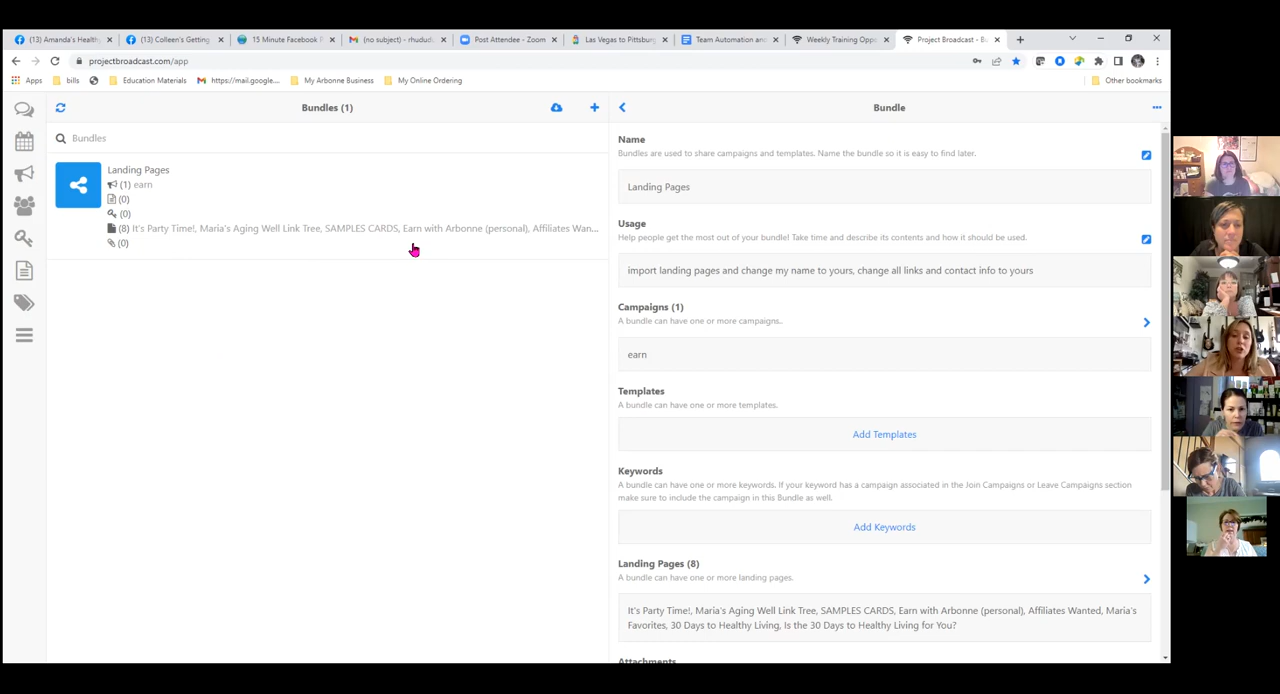 (13) Amanda's Health
(13) Colleen's Getting
15 Minute Facebook P
(no subject) - rhudud
Post Attendee - Zoom
Las Vegas to Pittsburg
Team Automation and
Weekly Training Oppo
Project Broadcast - B
projectbroadcast.com/app
Apps
bills
Education Materials
https://mail.google....
My Arbonne Business
My Online Ordering
Other bookmarks
Bundles (1)
Bundles
Landing Pages
(1) earn
(0)
(0)
(8) It's Party Time!, Maria's Aging Well Link Tree, SAMPLES CARDS, Earn with Arbonne (personal), Affiliates Wan...
(0)
Bundle
Name
Bundles are used to share campaigns and templates. Name the bundle so it is easy to find later.
Landing Pages
Usage
Help people get the most out of your bundle! Take time and describe its contents and how it should be used.
import landing pages and change my name to yours, change all links and contact info to yours
Campaigns (1)
A bundle can have one or more campaigns..
earn
Templates
A bundle can have one or more templates.
Add Templates
Keywords
A bundle can have one or more keywords. If your keyword has a campaign associated in the Join Campaigns or Leave Campaigns section
make sure to include the campaign in this Bundle as well.
Add Keywords
Landing Pages (8)
A bundle can have one or more landing pages.
It's Party Time!, Maria's Aging Well Link Tree, SAMPLES CARDS, Earn with Arbonne (personal), Affiliates Wanted, Maria's
Favorites, 30 Days to Healthy Living, Is the 30 Days to Healthy Living for You?
Attachments